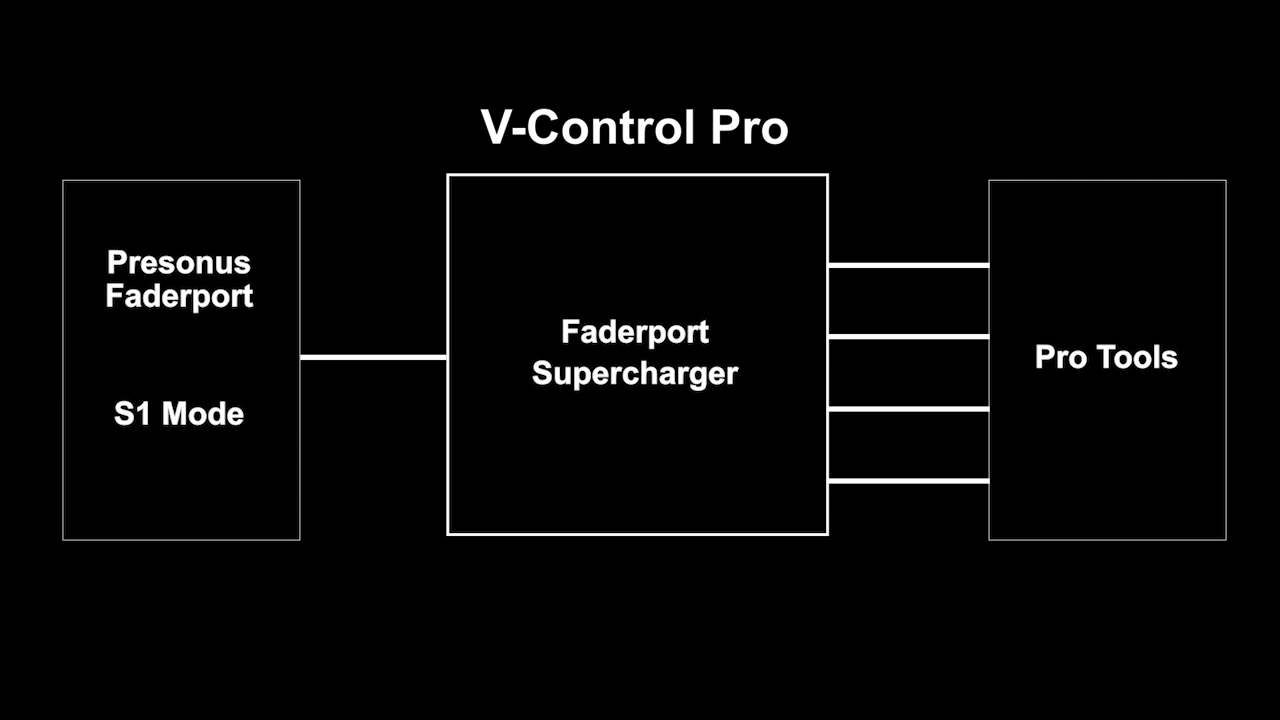 V-Control Pro
Presonus
Faderport
S1 Mode
Faderport
Supercharger
Pro Tools